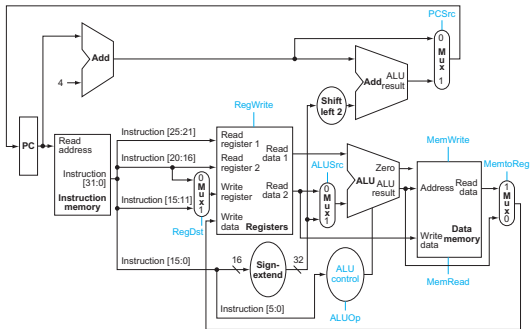 PCSrc
Add
4
Add
ALU
result
0
Mux
1
Shift
left 2
RegWrite
PC
Read
address
Instruction
[31:0]
Instruction
memory
Instruction [25:21]
Instruction [20:16]
Instruction [15:11]
0
Mux
1
RegDst
Read
register 1
Read
register 2
Write
register
Write
data
Read
data 1
Read
data 2
Registers
ALUSrc
0
Mux
1
Zero
ALU
ALU
result
MemWrite
Address
Read
data
Write
data
Data
memory
MemRead
MemtoReg
1
Mux
0
Instruction [15:0]
16
Sign-
extend
32
ALU
control
Instruction [5:0]
ALUOp